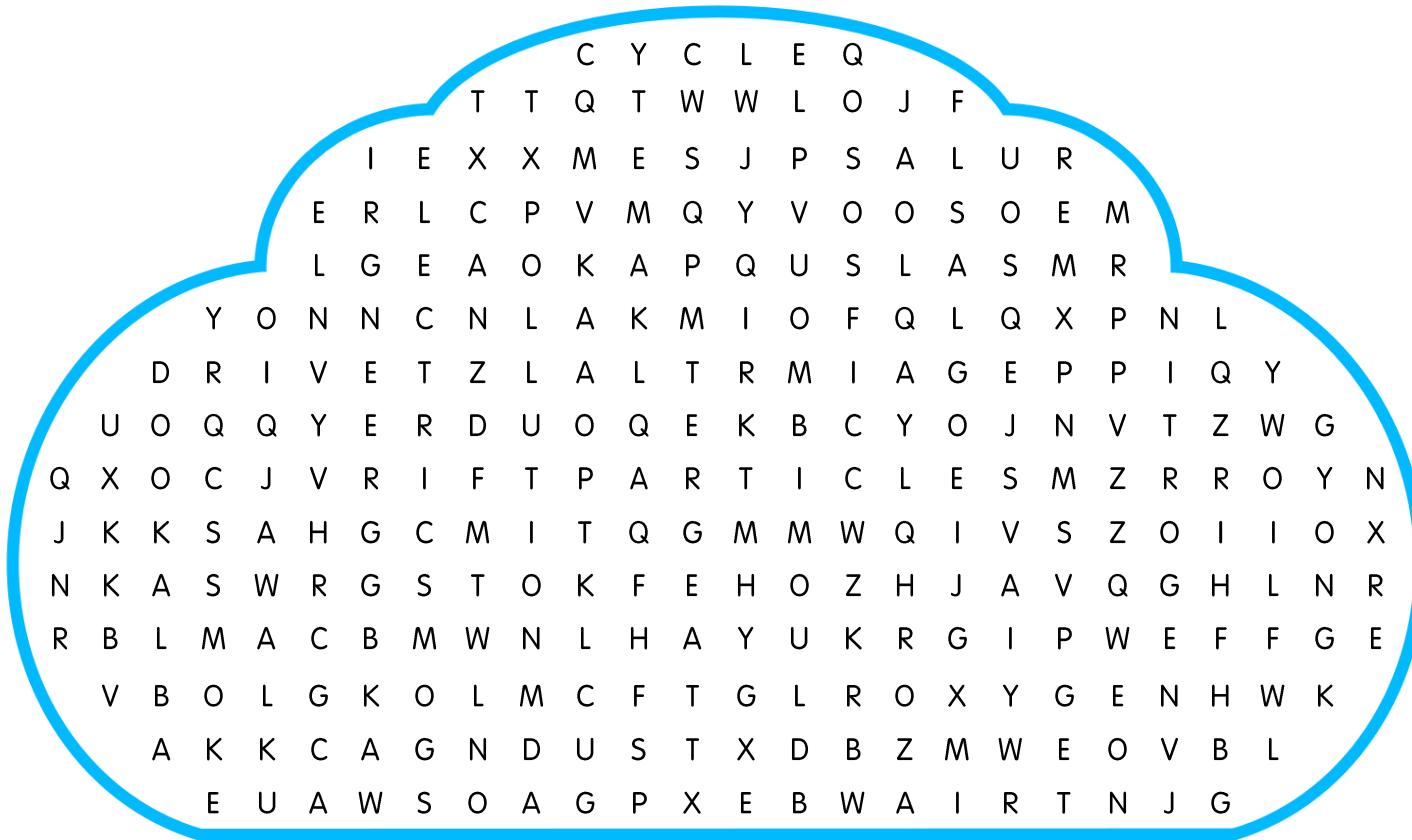 C Y C L E Q
T T Q T W W L O J F
I E X X M E S J P S A L U R
E R L C P V M Q Y V O O S O E M
L G E A O K A P Q U S L A S M R
Y O N N C N L A K M I O F Q L Q X P N L
D R I V E T Z L A L T R M I A G E P P I Q Y
U O Q Q Y E R D U O Q E K B C Y O J N V T Z W G
Q X O C J V R I F T P A R T I C L E S M Z R R O Y N
J K K S A H G C M I T Q G M M W Q I V S Z O I I O X
N K A S W R G S T O K F E H O Z H J A V Q G H L N R
R B L M A C B M W N L H A Y U K R G I P W E F F G E
V B O L G K O L M C F T G L R O X Y G E N H W K
A K K C A G N D U S T X D B Z M W E O V B L
E U A W S O A G P X E B W A I R T N J G